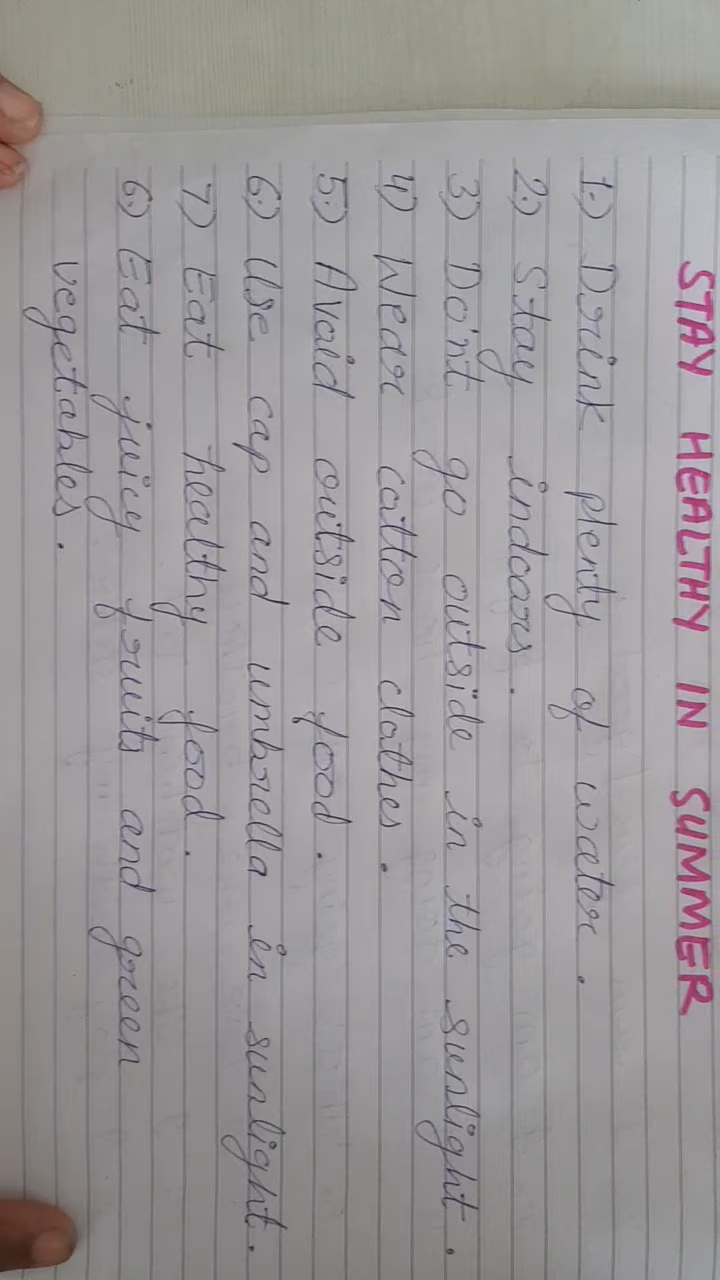 STAY HEALTHY IN SUMMER
1.) Drink plenty of water.
2.) Stay indoors.
3) Do'nt go outside in the sunlight.
4) Wear cotton clothes.
5.) Avoid outside food.
6.) Use cap and umbrella in sunlight.
7) Eat healthy food.
6.) Eat juicy fruits and green
vegetables.